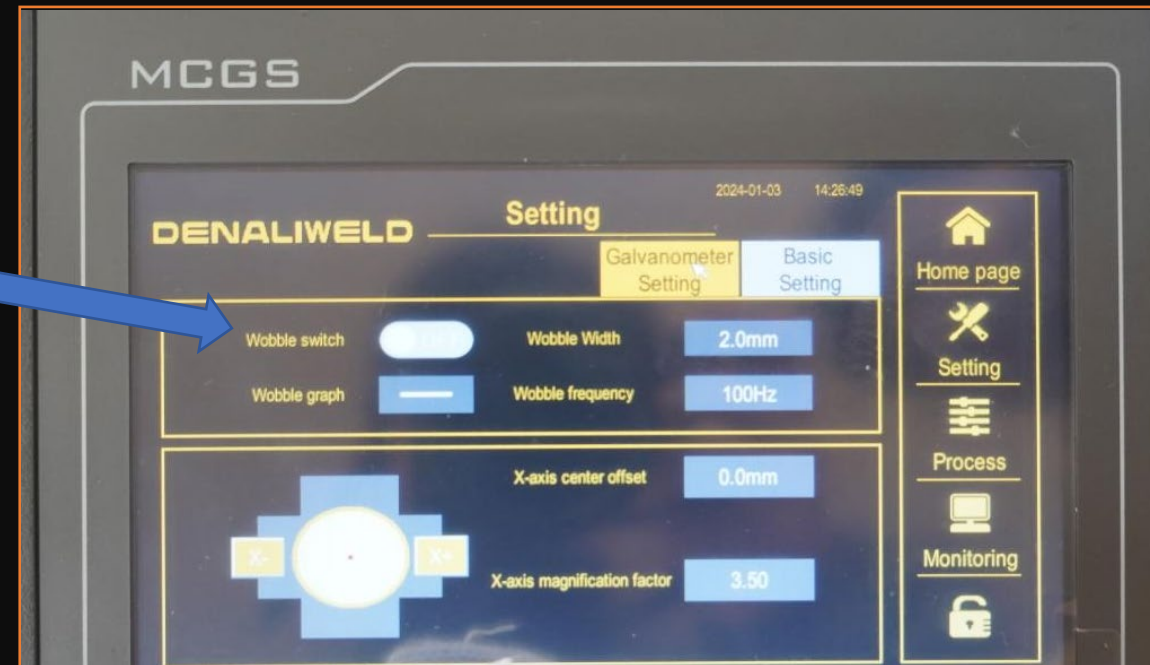 MCGS
2024-01-03 14:26:49
DENALIWELD Setting
Galvanometer
Setting
Basic
Setting
Home page
Wobble switch
Wobble Width 2.0mm
Setting
Wobble graph
Wobble frequency 100Hz
Process
X-axis center offset 0.0mm
X- X+
Monitoring
X-axis magnification factor 3.50